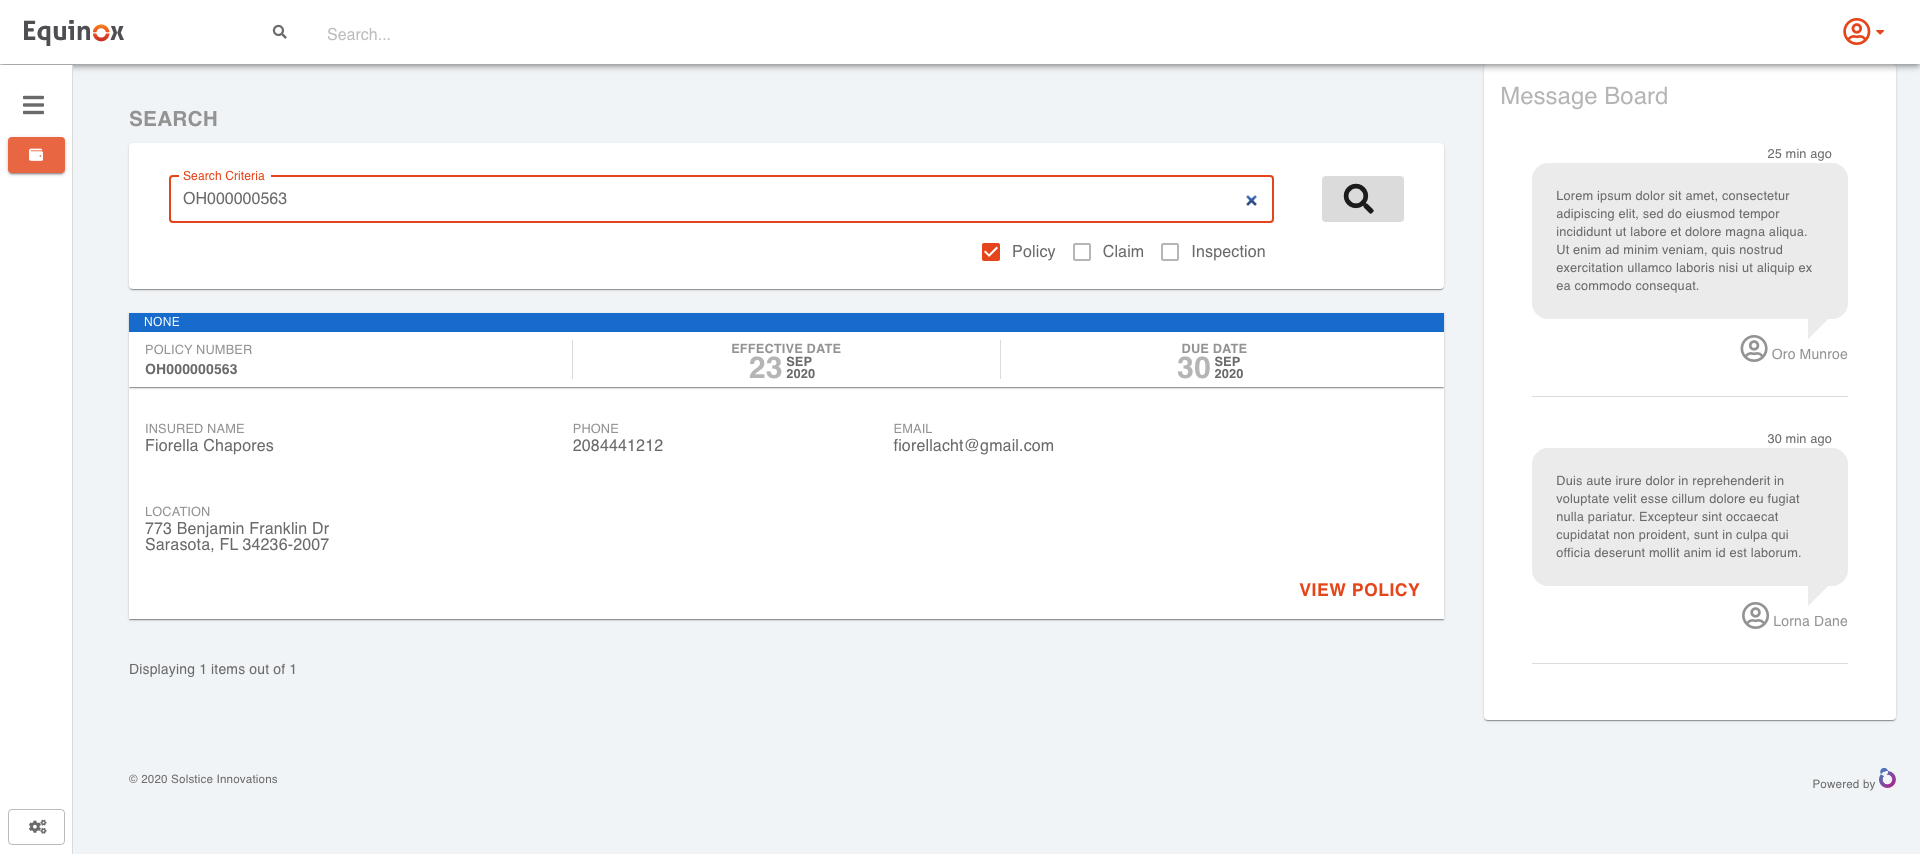 Equinox
Search...
SEARCH
Search Criteria
OH000000563
Policy
Claim
Inspection
NONE
POLICY NUMBER
OH000000563
EFFECTIVE DATE
23 SEP 2020
DUE DATE
30 SEP 2020
INSURED NAME
Fiorella Chapores
PHONE
2084441212
EMAIL
fiorellacht@gmail.com
LOCATION
773 Benjamin Franklin Dr
Sarasota, FL 34236-2007
VIEW POLICY
Displaying 1 items out of 1
Message Board
25 min ago
Lorem ipsum dolor sit amet, consectetur
adipiscing elit, sed do eiusmod tempor
incididunt ut labore et dolore magna aliqua.
Ut enim ad minim veniam, quis nostrud
exercitation ullamco laboris nisi ut aliquip ex
ea commodo consequat.
Oro Munroe
30 min ago
Duis aute irure dolor in reprehenderit in
voluptate velit esse cillum dolore eu fugiat
nulla pariatur. Excepteur sint occaecat
cupidatat non proident, sunt in culpa qui
officia deserunt mollit anim id est laborum.
Lorna Dane
© 2020 Solstice Innovations
Powered by